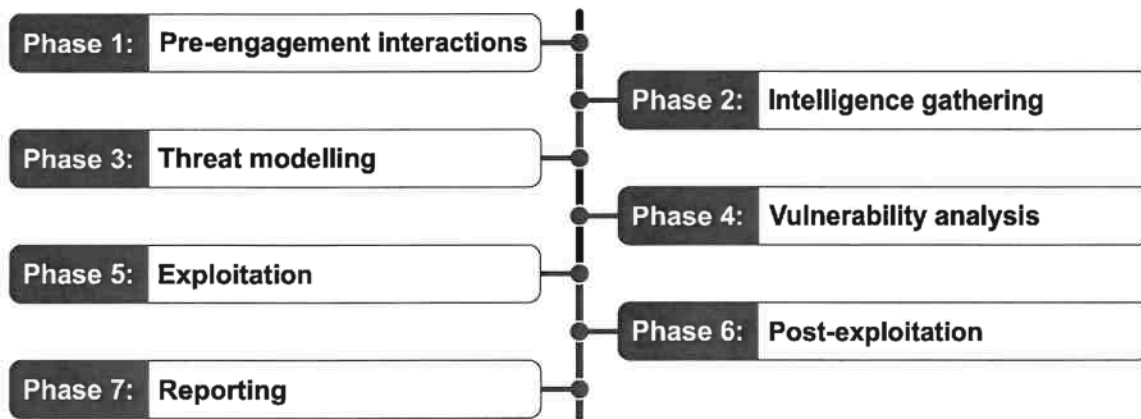 Phase 1: Pre-engagement interactions
Phase 2: Intelligence gathering
Phase 3: Threat modelling
Phase 4: Vulnerability analysis
Phase 5: Exploitation
Phase 6: Post-exploitation
Phase 7: Reporting